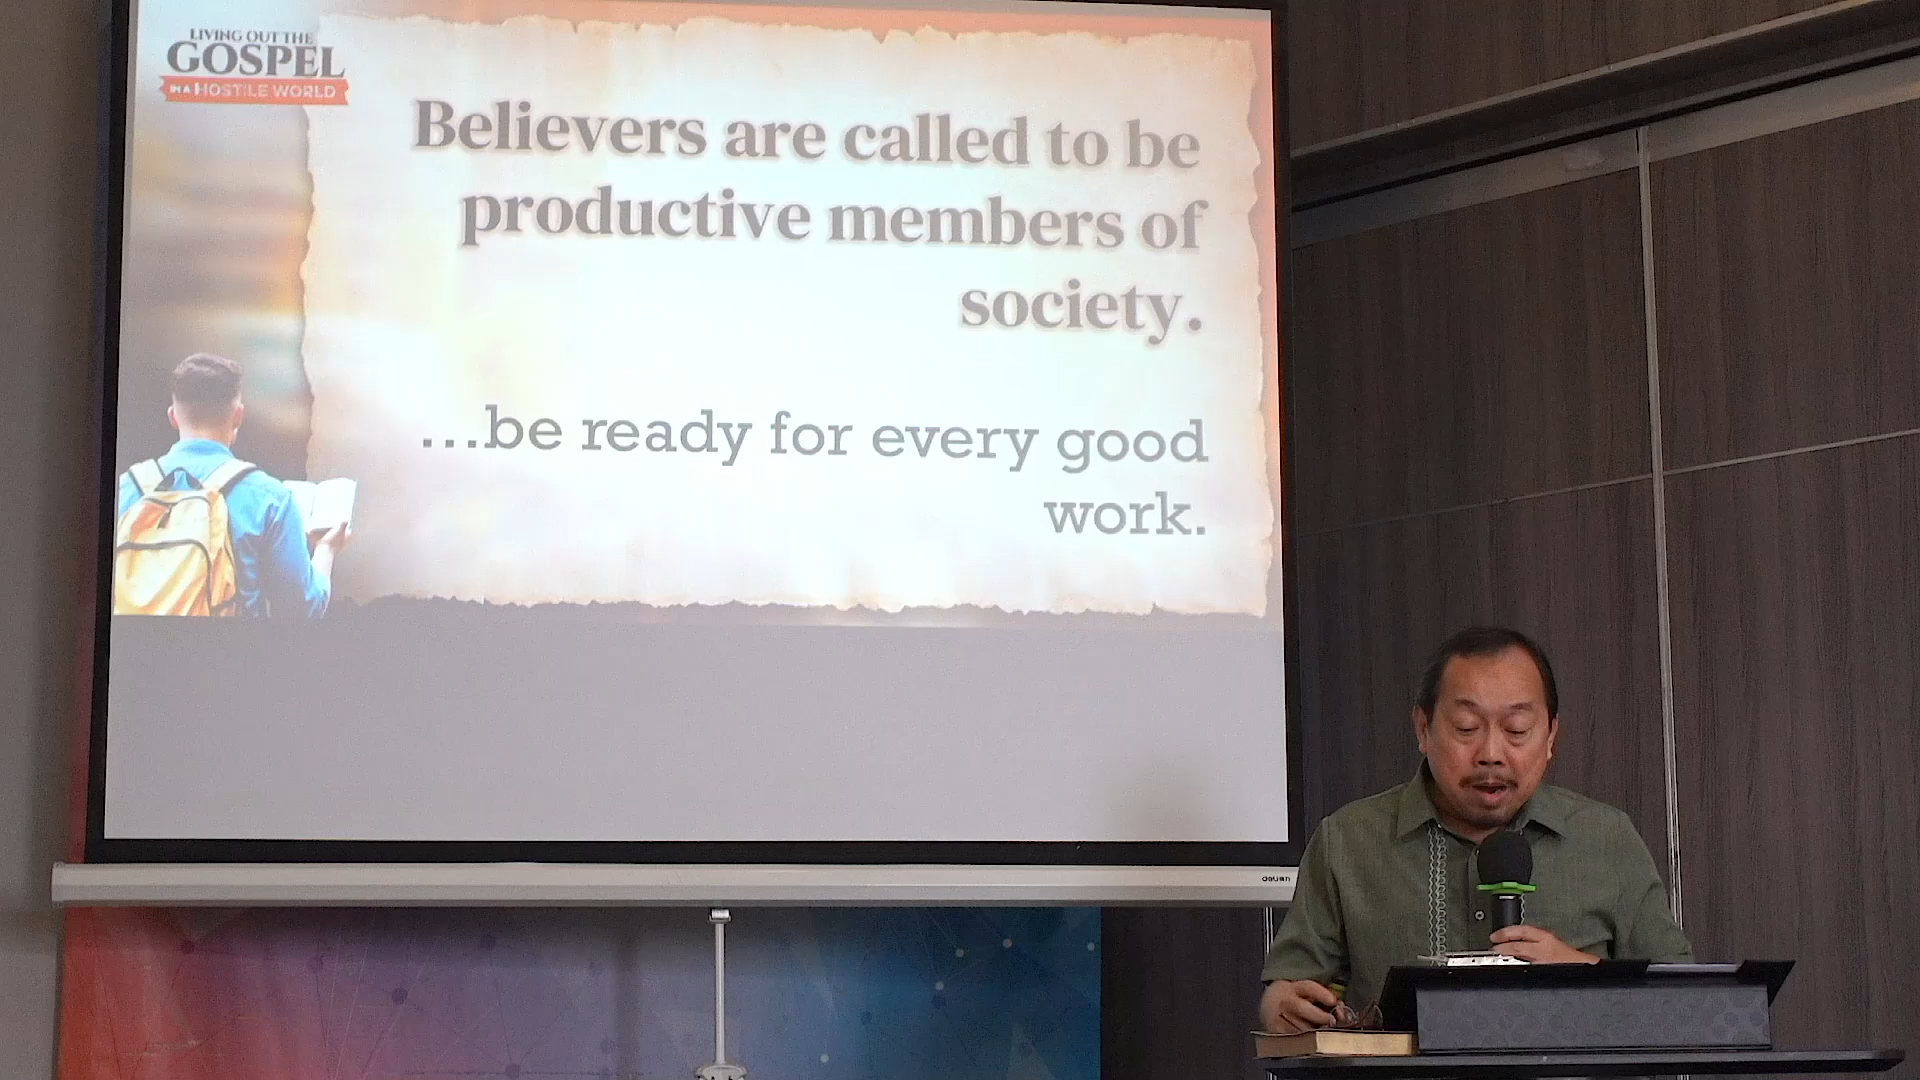 LIVING OUT THE
GOSPEL
IN A HOSTILE WORLD
Believers are called to be
productive members of
society.
...be ready for every good
work.